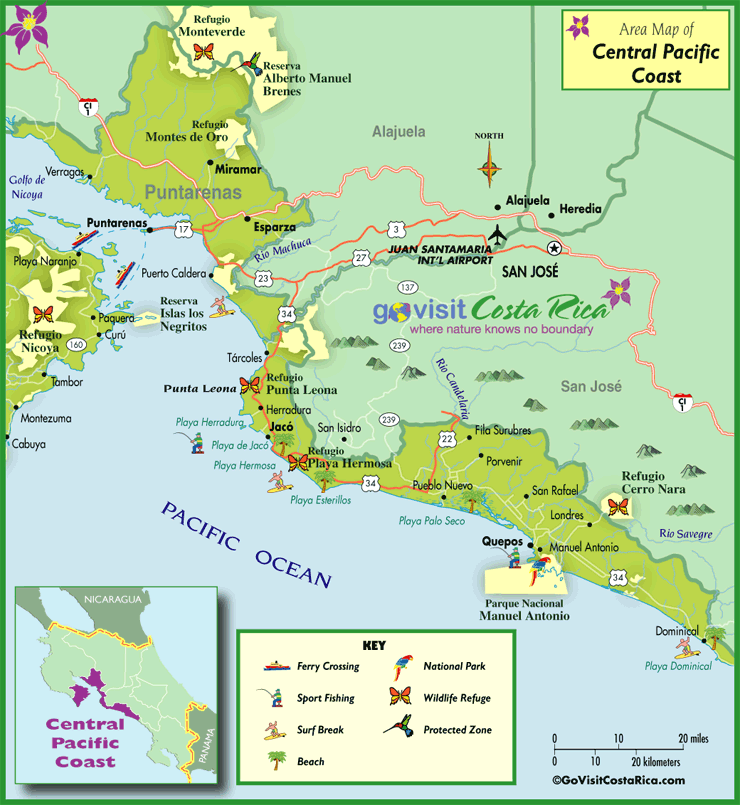 Area Map of
Central Pacific
Coast
Refugio
Monteverde
Reserva
Alberto Manuel
Brenes
CI
1
Refugio
Montes de Oro
Alajuela
NORTH
Miramar
Verragas
Golfo de
Nicoya
Puntarenas
Alajuela
Heredia
Puntarenas
17
Esparza
3
JUAN SANTAMARIA
INT'L AIRPORT
Río Machuca
27
SAN JOSÉ
Playa Naranjo
Puerto Caldera
23
137
Reserva
Islas los
Negritos
34
govisit Costa Rica
where nature knows no boundary
Paquera
Refugio
Nicoya
Curú
160
239
Tárcoles
Río Candelaria
Tambor
Punta Leona
Refugio
Punta Leona
San José
CI
1
Montezuma
Herradura
Playa Herradura
Jacó
San Isidro
239
Cabuya
Playa de Jacó
22
Fila Surubres
Refugio
Playa Hermosa
Playa Hermosa
Porvenir
34
Pueblo Nuevo
Refugio
Cerro Nara
Playa Esterillos
San Rafael
Playa Palo Seco
Londres
PACIFIC OCEAN
Río Savegre
Quepos
Manuel Antonio
34
Parque Nacional
Manuel Antonio
Dominical
Playa Dominical
NICARAGUA
Central
Pacific
Coast
PANAMA
KEY
Ferry Crossing
National Park
Sport Fishing
Wildlife Refuge
Surf Break
Protected Zone
Beach
0 10 20 miles
0 10 20 kilometers
©GoVisitCostaRica.com